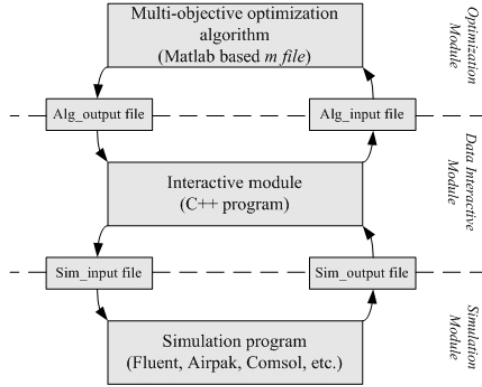 Multi-objective optimization
algorithm
(Matlab based m file)
Optimization
Module
Alg_output file
Alg_input file
Interactive module
(C++ program)
Data Interactive
Module
Sim_input file
Sim_output file
Simulation program
(Fluent, Airpak, Comsol, etc.)
Simulation
Module